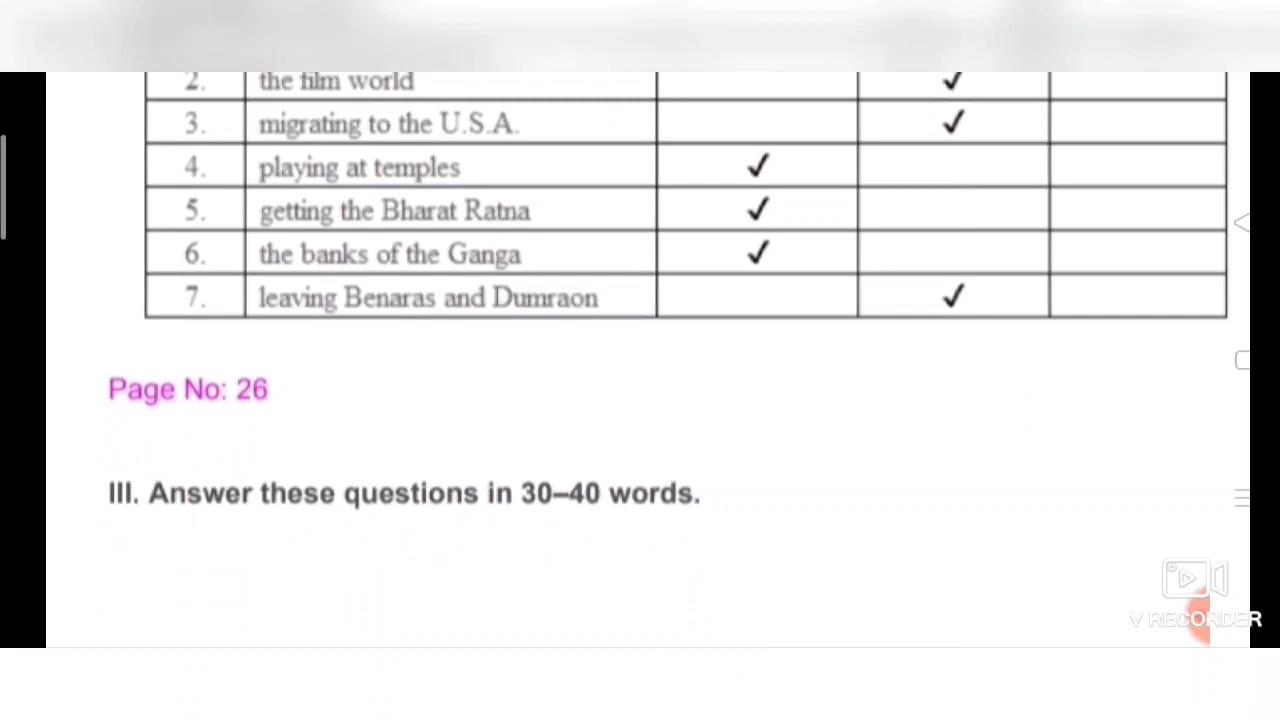 2. the film world ✓
3. migrating to the U.S.A. ✓
4. playing at temples ✓
5. getting the Bharat Ratna ✓
6. the banks of the Ganga ✓
7. leaving Benaras and Dumraon ✓
Page No: 26
III. Answer these questions in 30–40 words.
V RECORDER